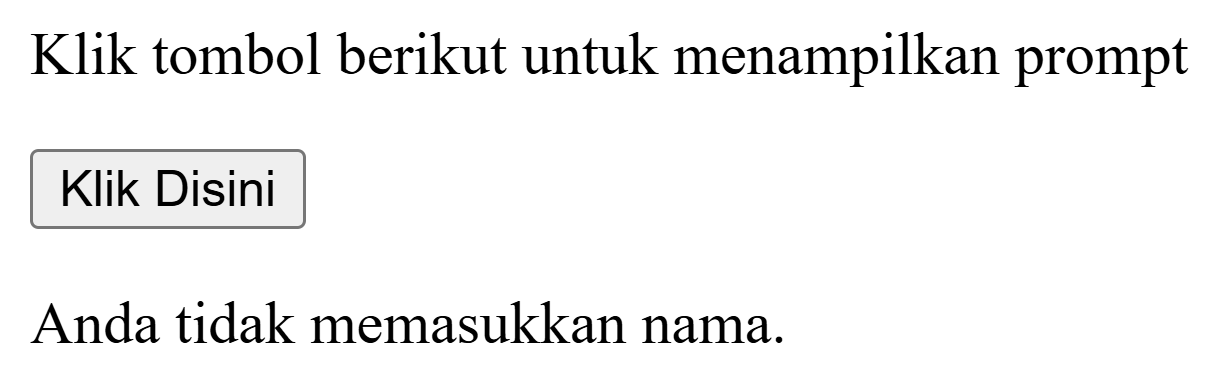 Klik tombol berikut untuk menampilkan prompt
Klik Disini
Anda tidak memasukkan nama.